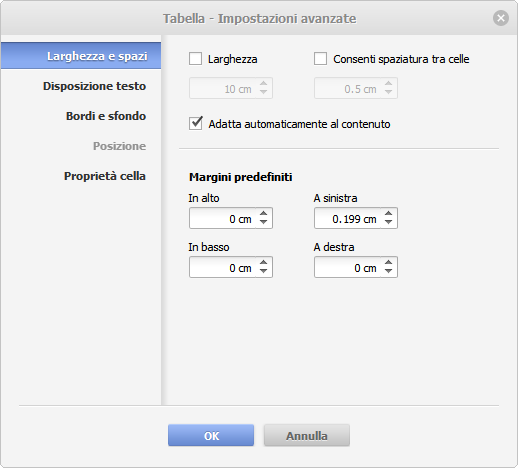 Tabella - Impostazioni avanzate
Larghezza e spazi
Disposizione testo
Bordi e sfondo
Posizione
Proprietà cella
Larghezza
Consenti spaziatura tra celle
10 cm
0.5 cm
Adatta automaticamente al contenuto
Margini predefiniti
In alto
A sinistra
0 cm
0.199 cm
In basso
A destra
0 cm
0 cm
OK
Annulla